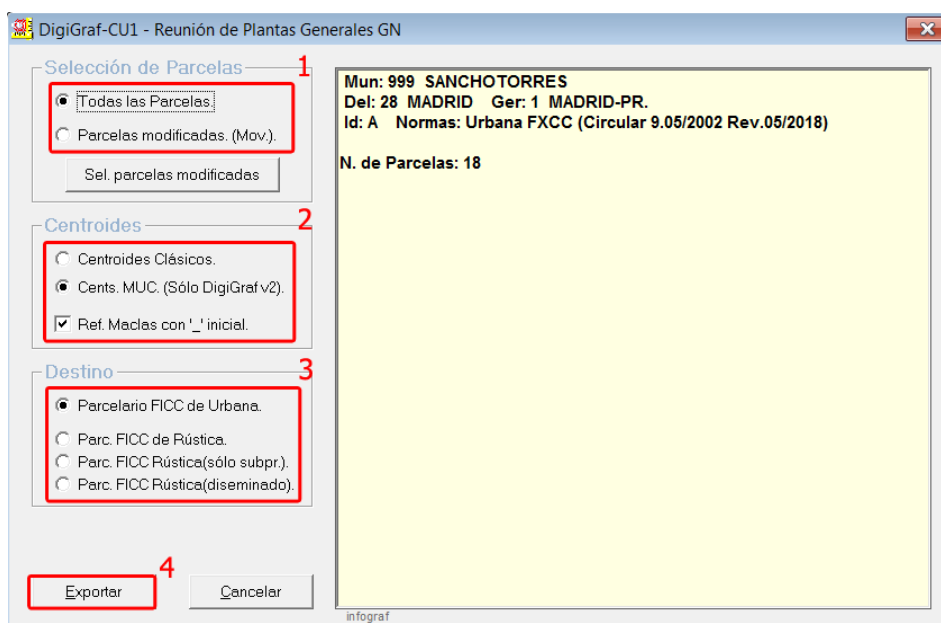 DigiGraf-CU1 - Reunión de Plantas Generales GN
Selección de Parcelas
1
Todas las Parcelas.
Parcelas modificadas. (Mov.).
Sel. parcelas modificadas
Centroides
2
Centroides Clásicos.
Cents. MUC. (Sólo DigiGraf v2).
Ref. Maclas con '_' inicial.
Destino
3
Parcelario FICC de Urbana.
Parc. FICC de Rústica.
Parc. FICC Rústica(sólo subpr.).
Parc. FICC Rústica(diseminado).
4
Exportar
Cancelar
Mun: 999 SANCHOTORRES
Del: 28 MADRID Ger: 1 MADRID-PR.
Id: A Normas: Urbana FXCC (Circular 9.05/2002 Rev.05/2018)
N. de Parcelas: 18
infograf